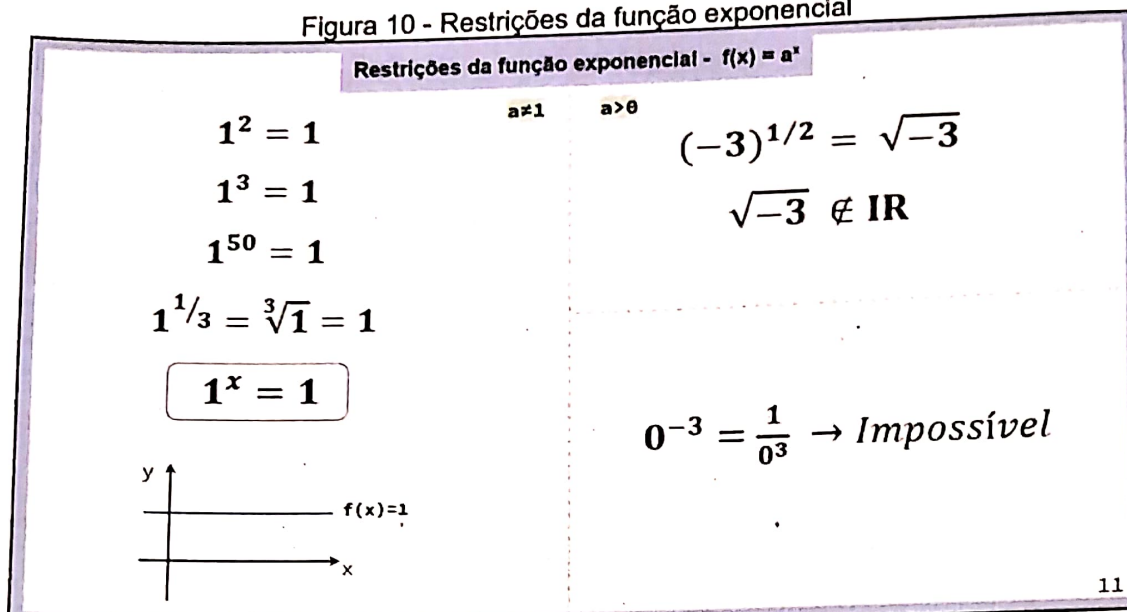 Figura 10 - Restrições da função exponencial
Restrições da função exponencial - f(x) = aˣ
a≠1
1² = 1
1³ = 1
1⁵⁰ = 1
1^1/3 = ∛1 = 1
1ˣ = 1
y
f(x)=1
x
a>0
(−3)^1/2 = √−3
√−3 ∉ IR
0⁻³ = 1/0³ → Impossível
11